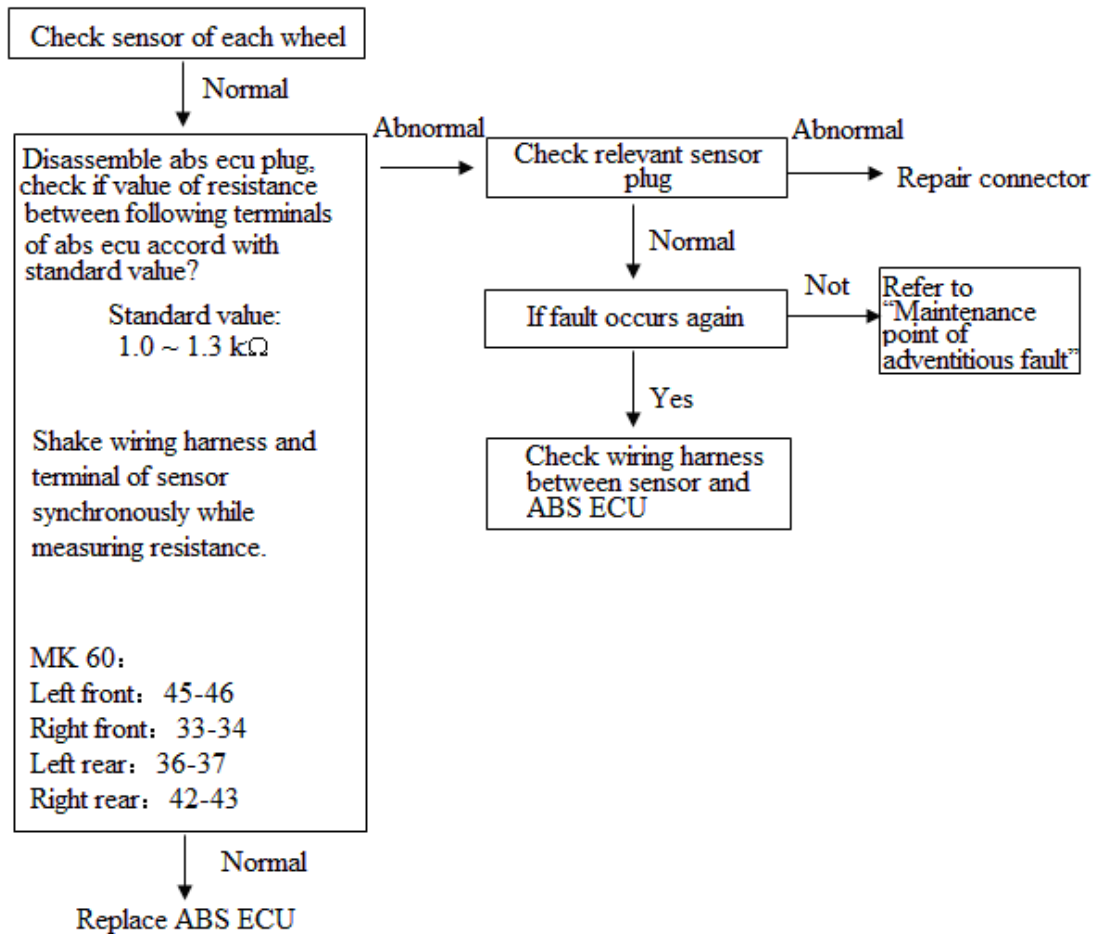 Check sensor of each wheel
Normal
Disassemble abs ecu plug,
check if value of resistance
between following terminals
of abs ecu accord with
standard value?
Standard value:
1.0 ~ 1.3 kΩ
Shake wiring harness and
terminal of sensor
synchronously while
measuring resistance.
MK 60：
Left front：45-46
Right front：33-34
Left rear：36-37
Right rear：42-43
Normal
Replace ABS ECU
Abnormal
Check relevant sensor
plug
Abnormal
Repair connector
Normal
If fault occurs again
Not
Refer to
“Maintenance
point of
adventitious fault”
Yes
Check wiring harness
between sensor and
ABS ECU